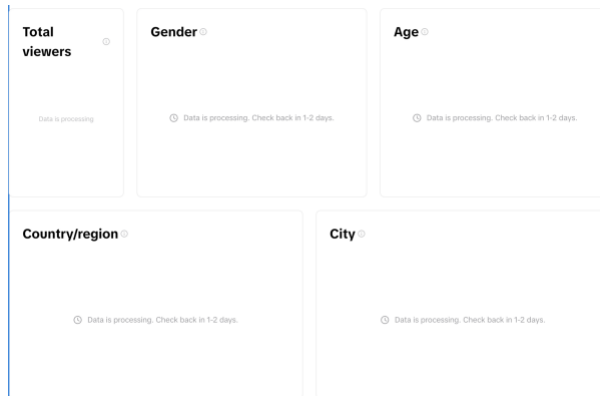 Total
viewers
Data is processing
Gender
Data is processing. Check back in 1-2 days.
Age
Data is processing. Check back in 1-2 days.
Country/region
Data is processing. Check back in 1-2 days.
City
Data is processing. Check back in 1-2 days.